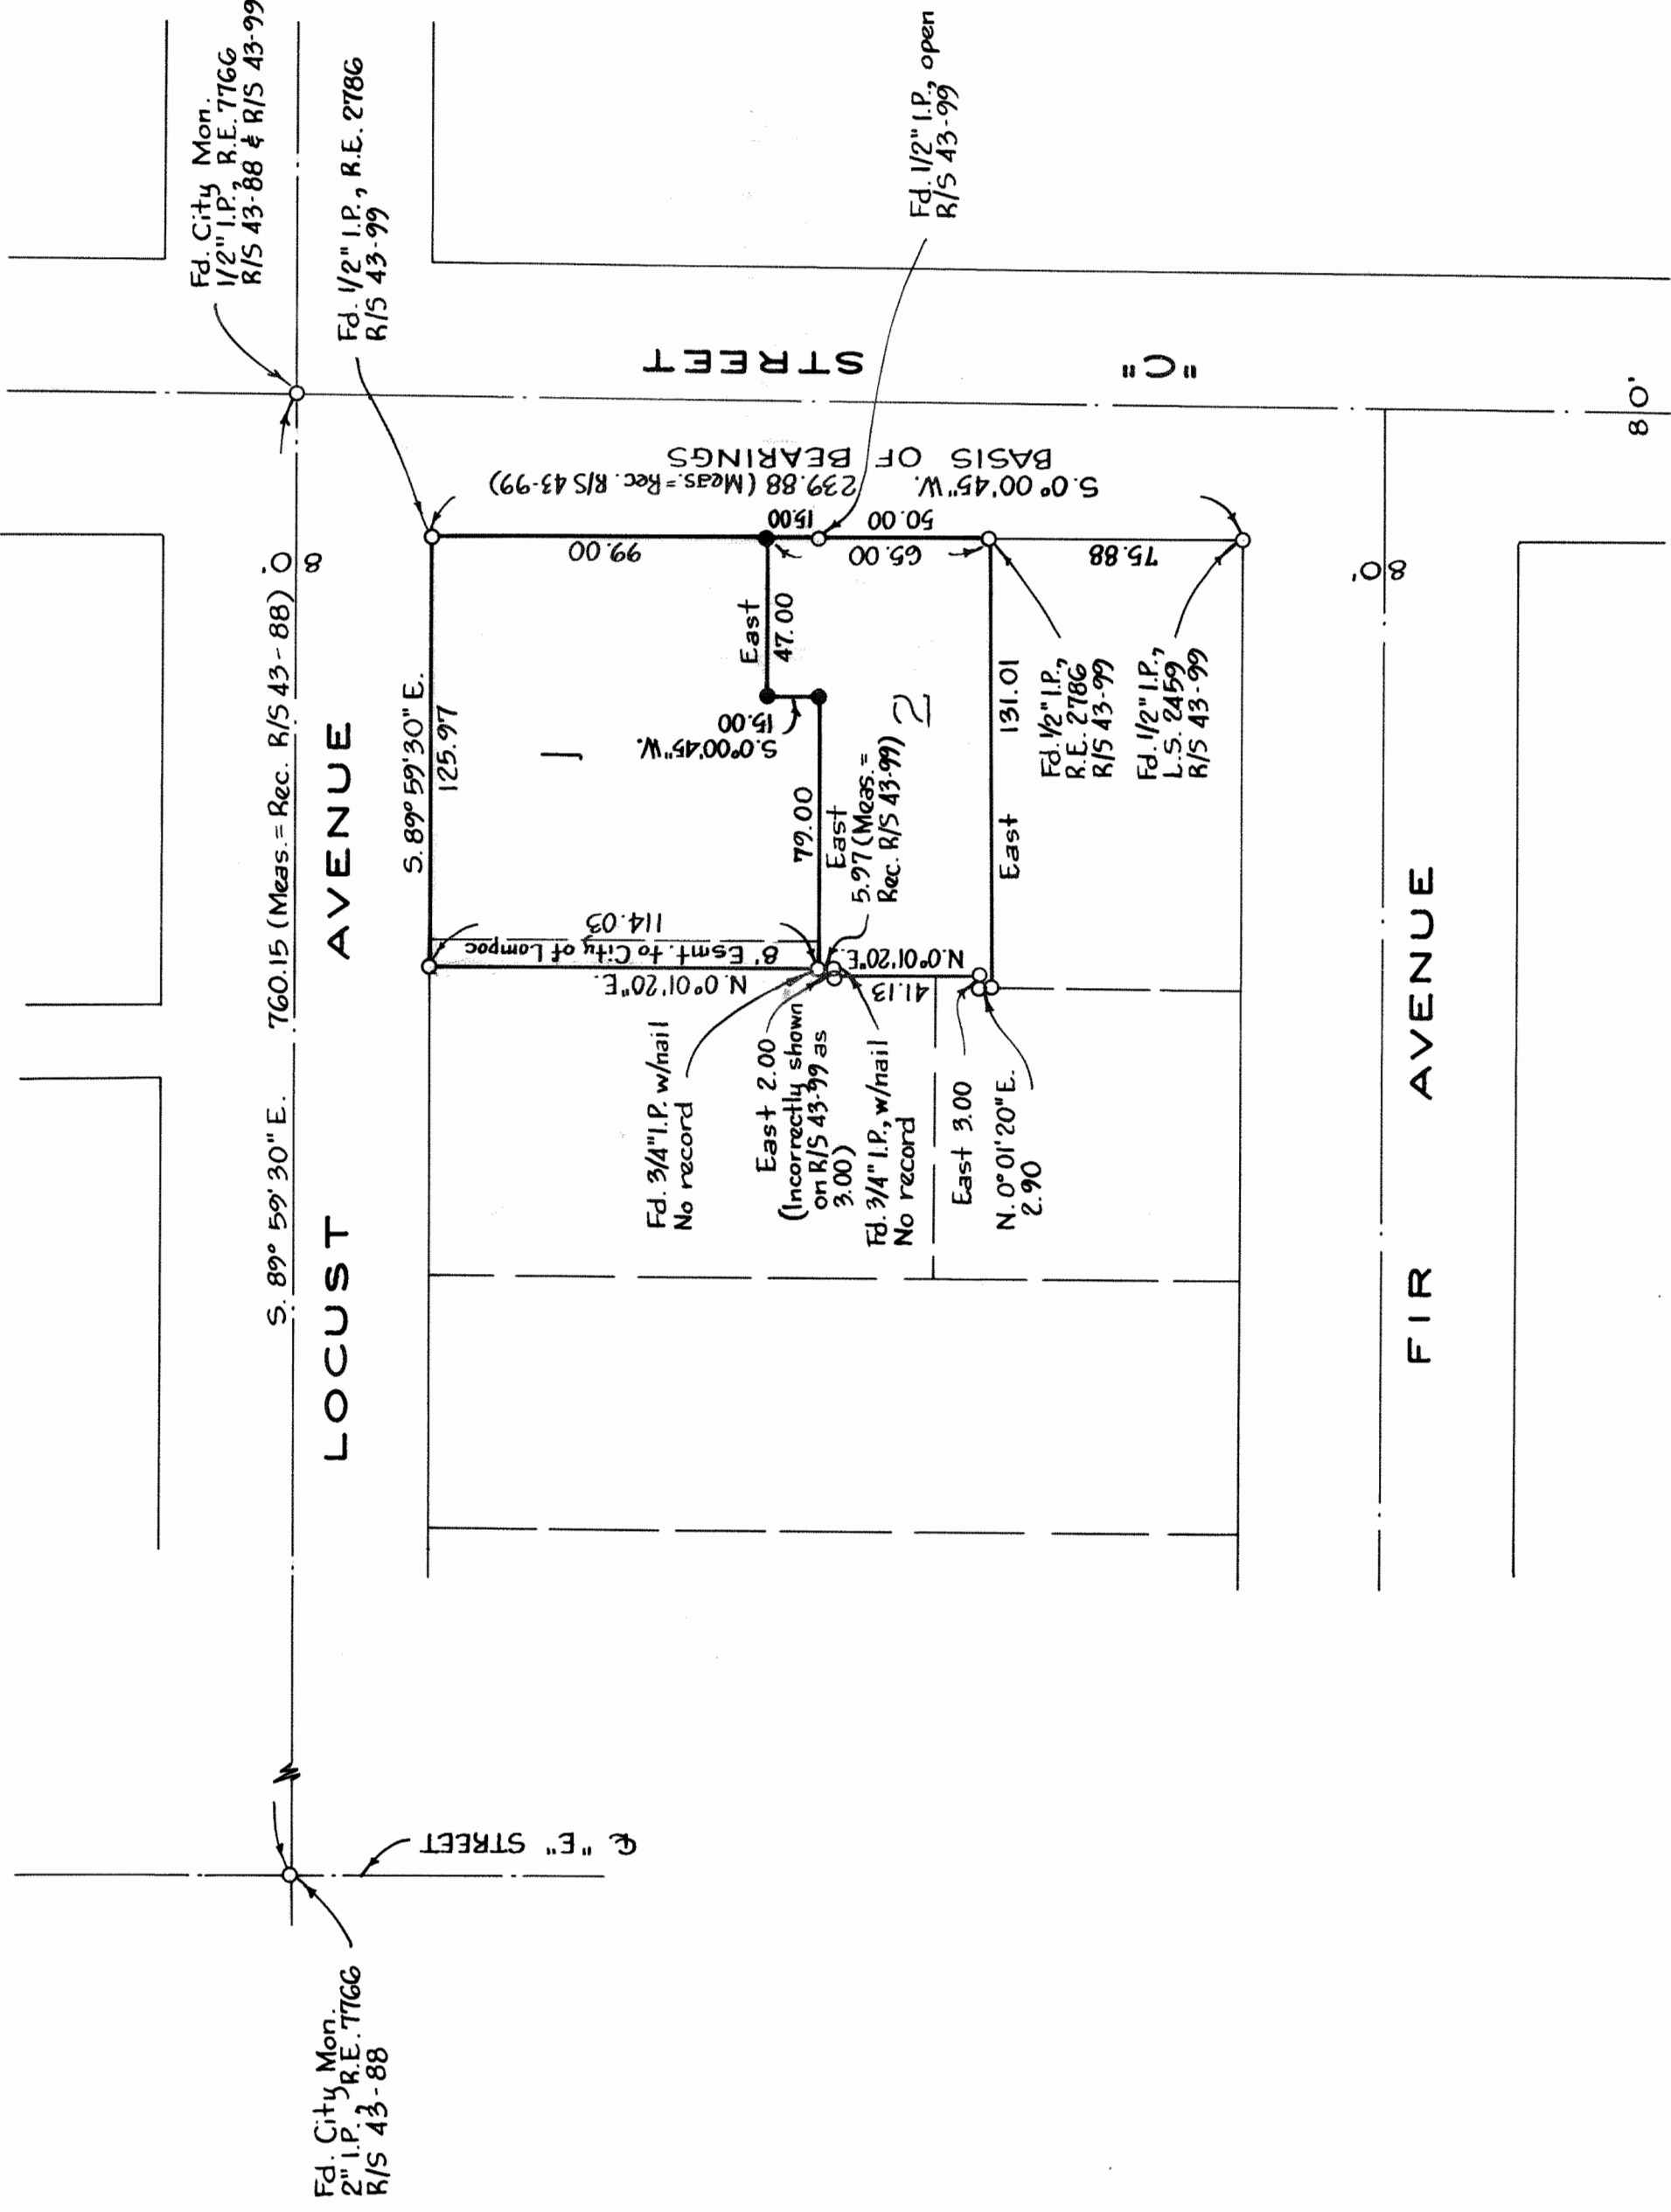 Fd. City Mon.
1/2" I.P., R.E. 7766
R/S 43-88 & R/S 43-99
Fd. 1/2" I.P., R.E. 2786
R/S 43-99
Fd. 1/2" I.P., open
R/S 43-99
"C" STREET
80'
BASIS OF BEARINGS
S.0°00'45"W. 239.88 (Meas.=Rec. R/S 43-99)
99.00
15.00
50.00
65.00
75.88
80'
80'
S. 89° 59' 30" E. 760.15 (Meas.=Rec. R/S 43-88)
LOCUST AVENUE
S. 89° 59' 30" E.
125.97
1
East
47.00
S.0°00'45"W.
15.00
79.00
2
East
5.97 (Meas.=
Rec. R/S 43-99)
East 131.01
Fd. 1/2" I.P.,
R.E. 2786
R/S 43-99
Fd. 1/2" I.P.,
L.S. 2459
R/S 43-99
114.03
8' Esmt. to City of Lompoc
N.0°01'20"E.
N.0°01'20"E.
41.13
Fd. 3/4" I.P. w/nail
No record
East 2.00
(Incorrectly shown
on R/S 43-99 as
3.00)
Fd. 3/4" I.P., w/nail
No record
East 3.00
N. 0°01'20"E.
2.90
FIR AVENUE
℄ "E" STREET
Fd. City Mon.
2" I.P., R.E. 7766
R/S 43-88